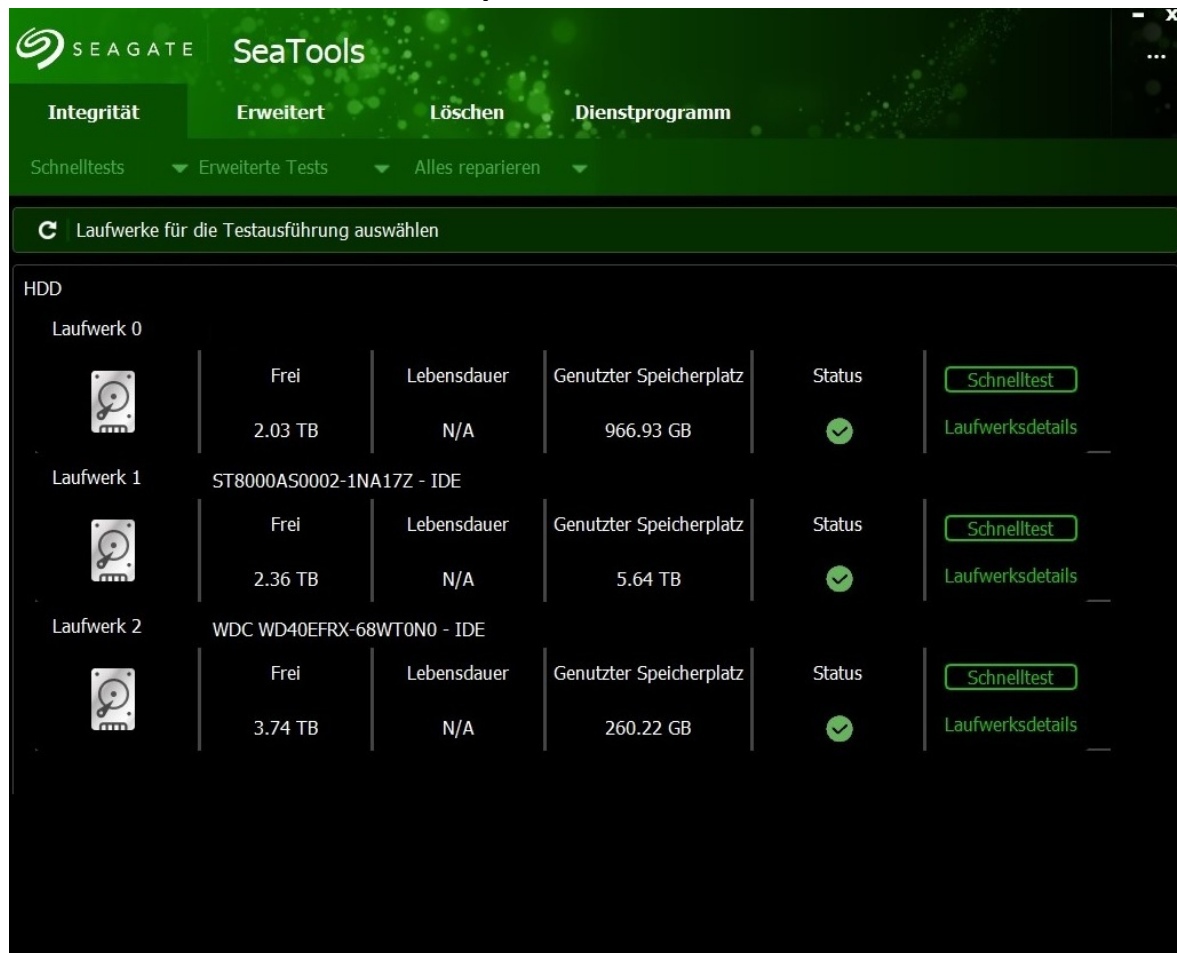 SEAGATE SeaTools
- x
...
Integrität Erweitert Löschen Dienstprogramm
Schnelltests Erweiterte Tests Alles reparieren
Laufwerke für die Testausführung auswählen
HDD
Laufwerk 0
Frei Lebensdauer Genutzter Speicherplatz Status Schnelltest
2.03 TB N/A 966.93 GB Laufwerksdetails
Laufwerk 1 ST8000AS0002-1NA17Z - IDE
Frei Lebensdauer Genutzter Speicherplatz Status Schnelltest
2.36 TB N/A 5.64 TB Laufwerksdetails
Laufwerk 2 WDC WD40EFRX-68WT0N0 - IDE
Frei Lebensdauer Genutzter Speicherplatz Status Schnelltest
3.74 TB N/A 260.22 GB Laufwerksdetails